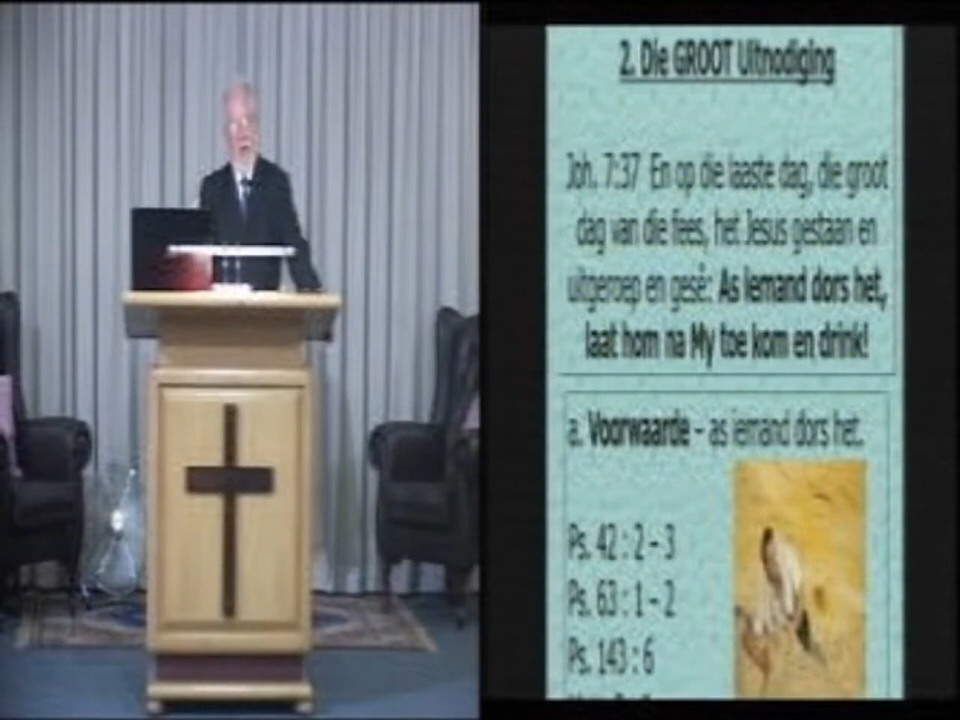 2. Die GROOT Uitnodiging
Joh. 7:37 En op die laaste dag, die groot
dag van die fees, het Jesus gestaan en
uitgeroep en gesê: As iemand dors het,
laat hom na My toe kom en drink!
a. Voorwaarde – as iemand dors het.
Ps. 42 : 2 – 3
Ps. 63 : 1 – 2
Ps. 143 : 6